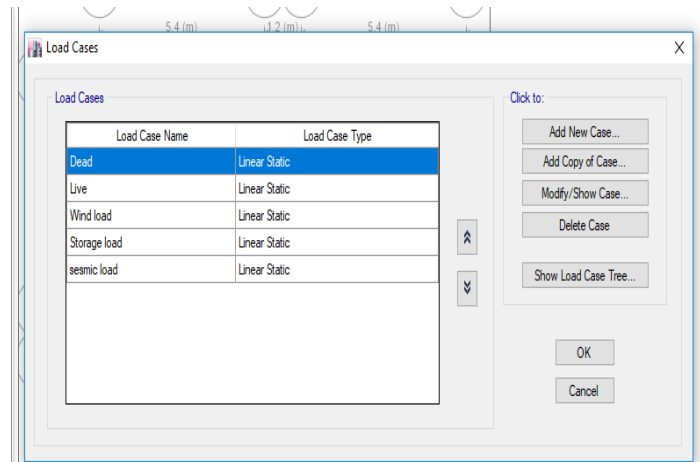 5.4 (m) 1.2 (m) 5.4 (m)
Load Cases X
Load Cases
Click to:
Load Case Name Load Case Type
Dead Linear Static
Live Linear Static
Wind load Linear Static
Storage load Linear Static
sesmic load Linear Static
Add New Case...
Add Copy of Case...
Modify/Show Case...
Delete Case
Show Load Case Tree...
OK
Cancel